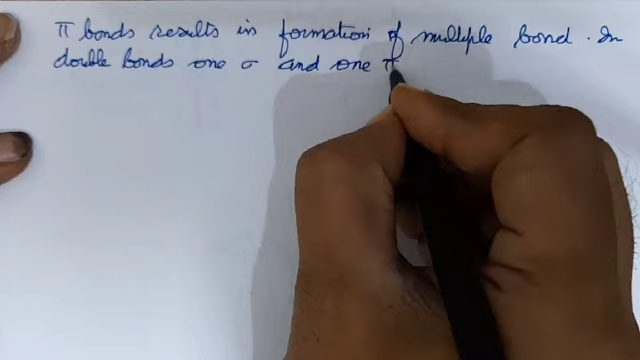 π bonds results in formation of multiple bond. In
double bonds one σ and one π